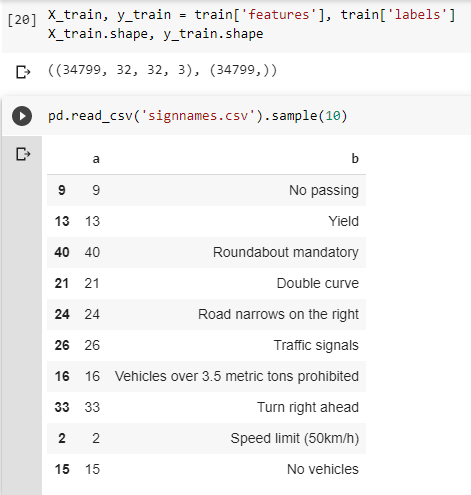 [20] X_train, y_train = train['features'], train['labels']
X_train.shape, y_train.shape
((34799, 32, 32, 3), (34799,))
pd.read_csv('signnames.csv').sample(10)
a b
9 9 No passing
13 13 Yield
40 40 Roundabout mandatory
21 21 Double curve
24 24 Road narrows on the right
26 26 Traffic signals
16 16 Vehicles over 3.5 metric tons prohibited
33 33 Turn right ahead
2 2 Speed limit (50km/h)
15 15 No vehicles